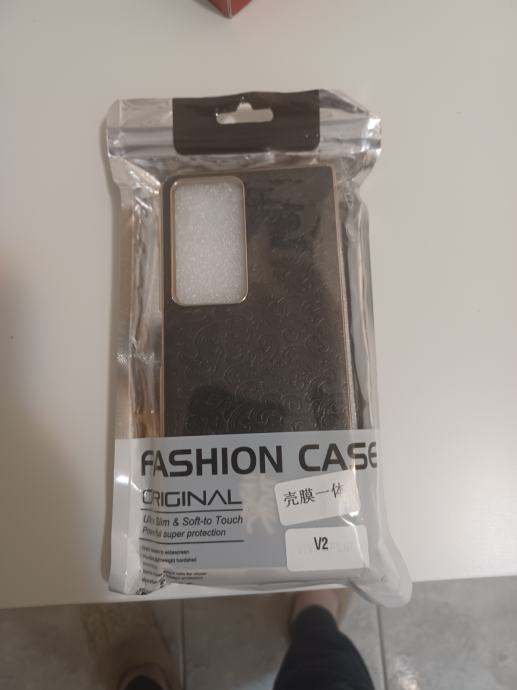 FASHION CASE
ORIGINAL
Ultra Slim & Soft-to Touch
Powerful super protection
壳膜一体
V2